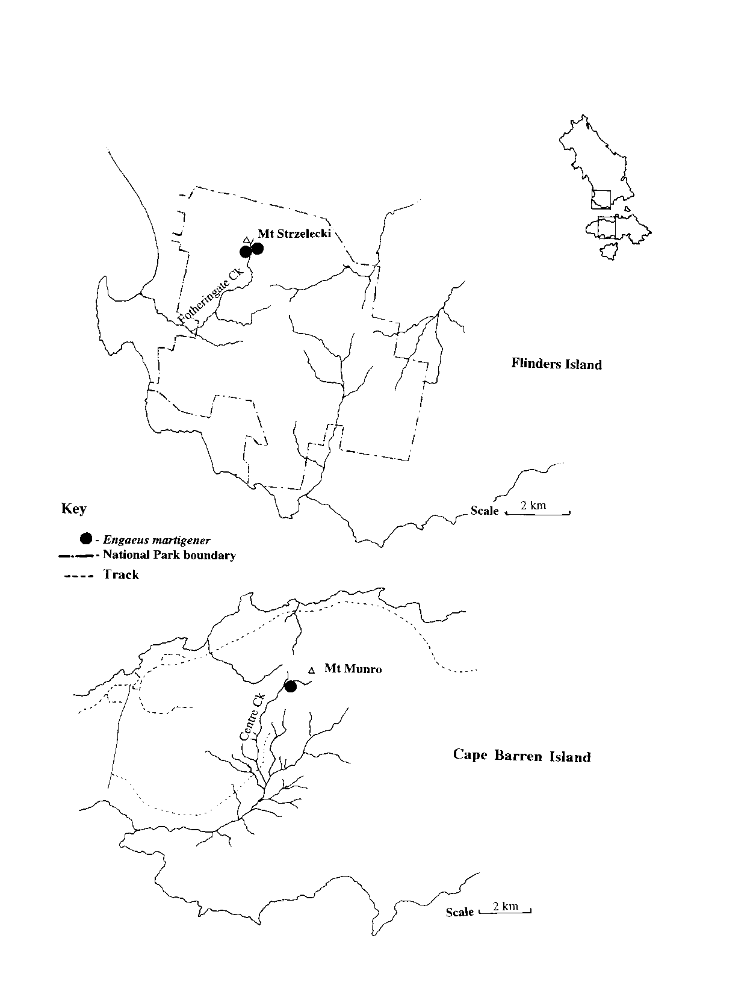 Mt Strzelecki
Fotheringate Ck
Flinders Island
Scale 2 km
Key
- Engaeus martigener
- National Park boundary
Track
Mt Munro
Centre Ck
Cape Barren Island
Scale 2 km